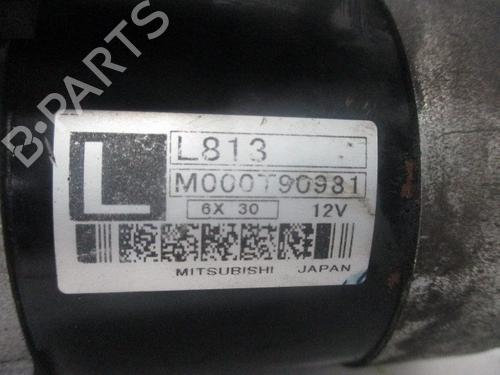 B-PARTS
L
L813
M000T90981
6X 30 12V
MITSUBISHI JAPAN